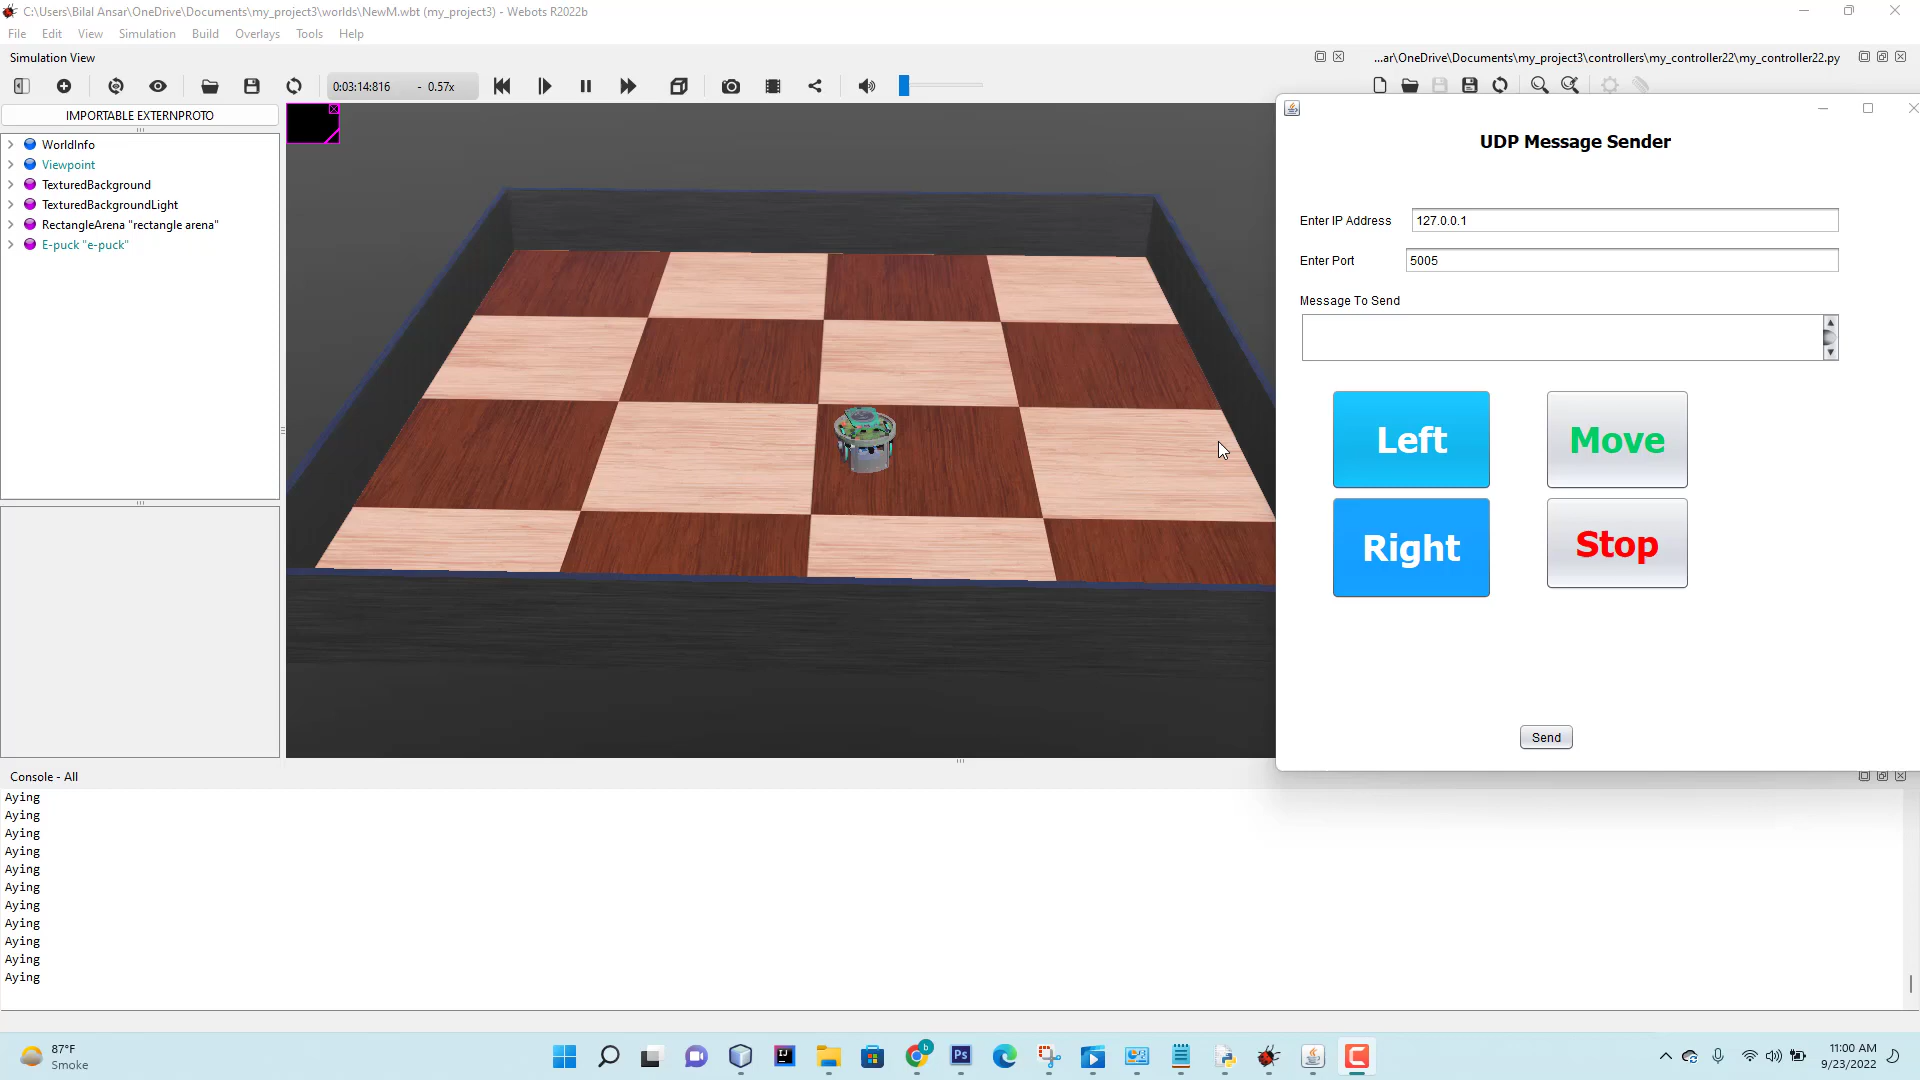 C:\Users\Bilal Ansar\OneDrive\Documents\my_project3\worlds\NewM.wbt (my_project3) - Webots R2022b
File Edit View Simulation Build Overlays Tools Help
Simulation View
...ar\OneDrive\Documents\my_project3\controllers\my_controller22\my_controller22.py
0:03:14:816 - 0.57x
IMPORTABLE EXTERNPROTO
WorldInfo
Viewpoint
TexturedBackground
TexturedBackgroundLight
RectangleArena "rectangle arena"
E-puck "e-puck"
UDP Message Sender
Enter IP Address 127.0.0.1
Enter Port 5005
Message To Send
Left Move
Right Stop
Send
Console - All
Aying
Aying
Aying
Aying
Aying
Aying
Aying
Aying
Aying
Aying
Aying
87°F
Smoke
b
IJ
Ps
11:00 AM
9/23/2022